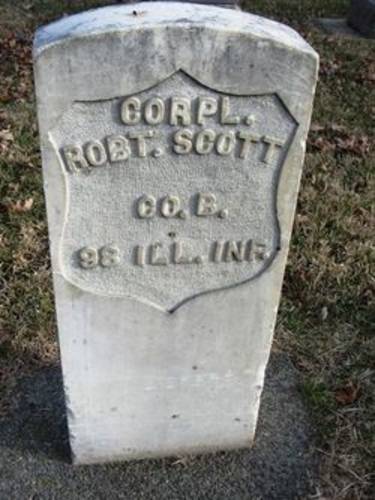 CORPL.
ROBT. SCOTT
CO. B.
98 ILL. INF.